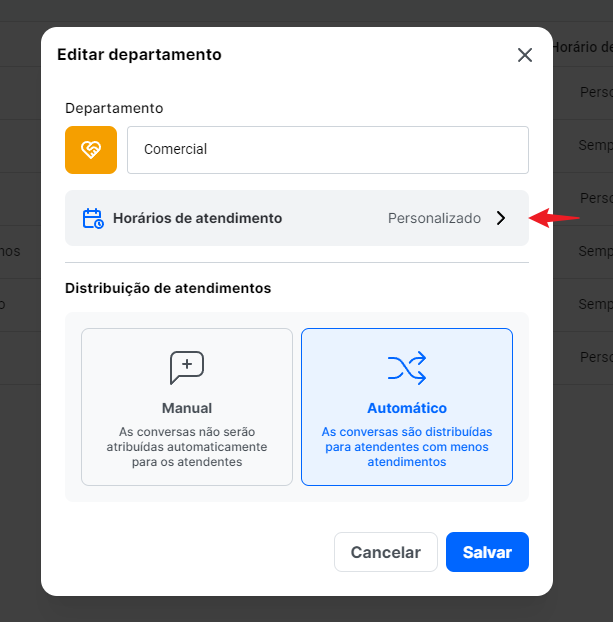 Editar departamento
Horário de
Departamento
Comercial
Perso
Semp
Horários de atendimento
Personalizado
Perso
nos
Semp
Distribuição de atendimentos
o
Semp
Perso
Manual
Automático
As conversas não serão
atribuídas automaticamente
para os atendentes
As conversas são distribuídas
para atendentes com menos
atendimentos
Cancelar
Salvar